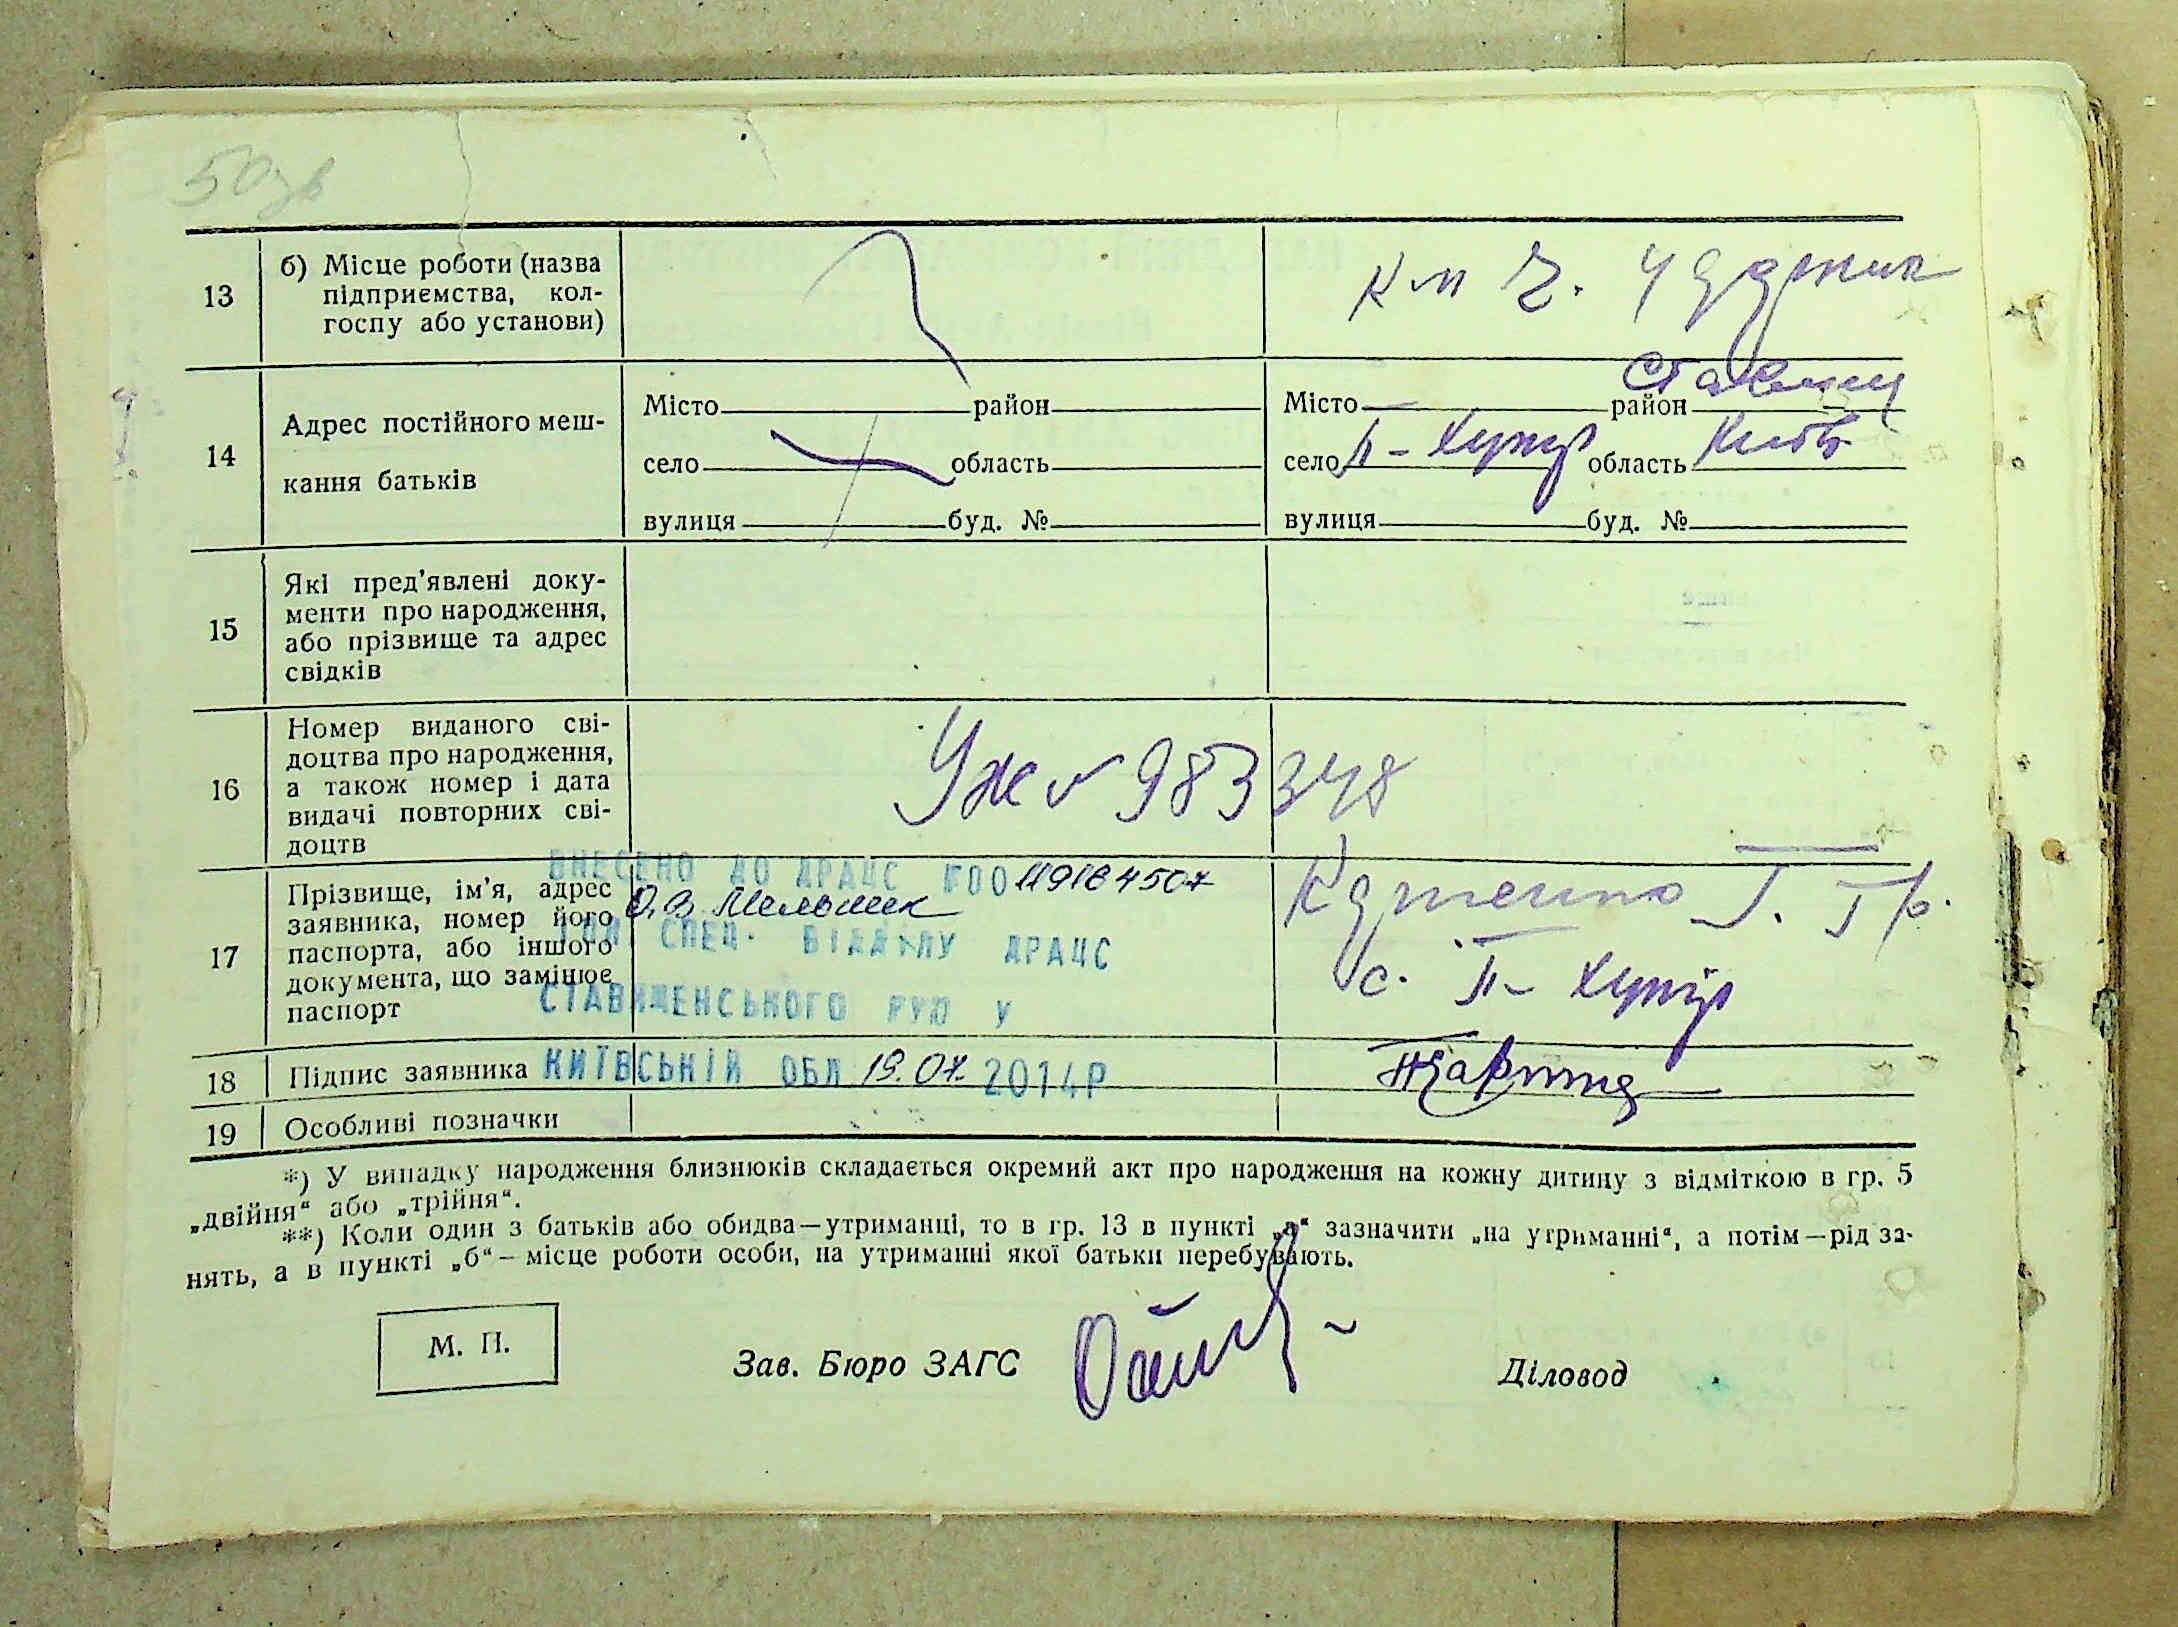 50зв
13
б) Місце роботи (назва
підприємства, кол-
госпу або установи)
14
Адрес постійного меш-
кання батьків
Місто район
село область
вулиця буд. №
Місто район Ставищ
село ІІ - Хутір область Київ
вулиця буд. №
15
Які пред’явлені доку-
менти про народження,
або прізвище та адрес
свідків
16
Номер виданого сві-
доцтва про народження,
а також номер і дата
видачі повторних сві-
доцтв
УЖ № 983348
17
Прізвище, ім’я, адрес
заявника, номер його
паспорта, або іншого
документа, що замінює
паспорт
ВНЕСЕНО ДО ДРАЦС 00119164507
О.В. Мельник
СПЕЦ. ВІДДІЛУ ДРАЦС
СТАВИЩЕНСЬКОГО РУЮ У
КИЇВСЬКІЙ ОБЛ 19.07.2014Р
с. ІІ - Хутір
18
Підпис заявника
19
Особливі позначки
*) У випадку народження близнюків складається окремий акт про народження на кожну дитину з відміткою в гр. 5
„двійня“ або „трійня“.
**) Коли один з батьків або обидва—утриманці, то в гр. 13 в пункті „а“ зазначити „на утриманні“, а потім—рід за-
нять, а в пункті „б“ – місце роботи особи, на утриманні якої батьки перебувають.
М. П.
Зав. Бюро ЗАГС
Діловод